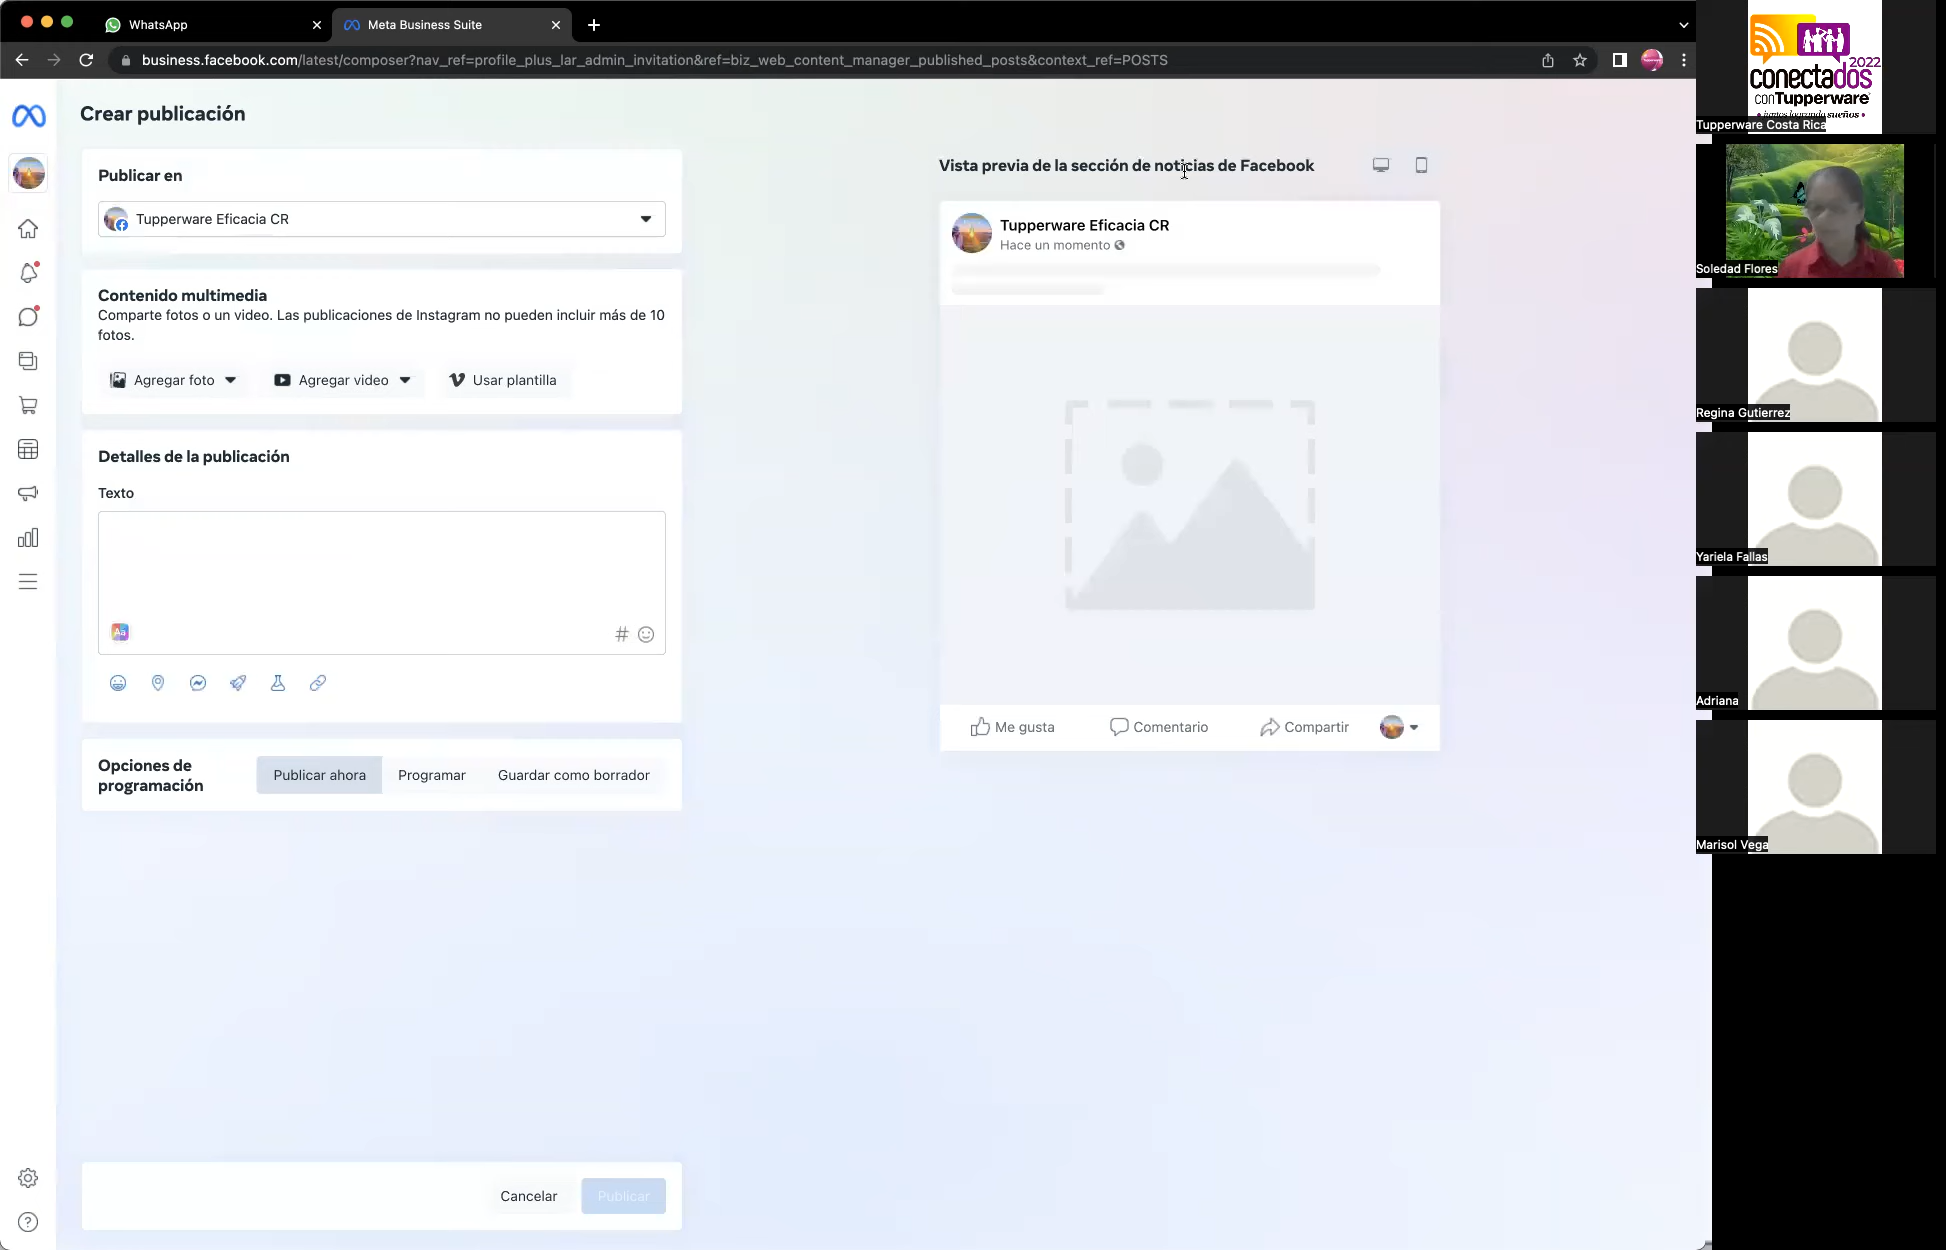 WhatsApp
Meta Business Suite
business.facebook.com/latest/composer?nav_ref=profile_plus_lar_admin_invitation&ref=biz_web_content_manager_published_posts&context_ref=POSTS
Crear publicación
Publicar en
Tupperware Eficacia CR
Contenido multimedia
Comparte fotos o un video. Las publicaciones de Instagram no pueden incluir más de 10
fotos.
Agregar foto
Agregar video
Usar plantilla
Detalles de la publicación
Texto
Aa
#
Opciones de
programación
Publicar ahora
Programar
Guardar como borrador
Cancelar
Publicar
Vista previa de la sección de noticias de Facebook
Tupperware Eficacia CR
Hace un momento
Me gusta
Comentario
Compartir
2022
conectados
conTupperware
Tupperware Costa Rica
Soledad Flores
Regina Gutierrez
Yariela Fallas
Adriana
Marisol Vega